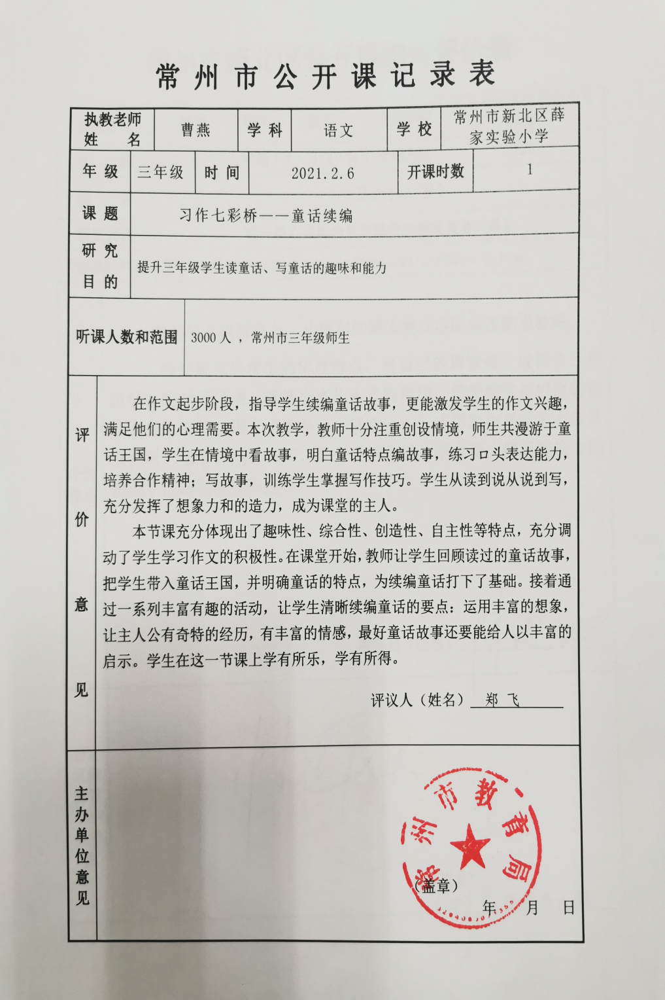 常州市公开课记录表
执教老师
姓 名
曹燕
学 科
语文
学 校
常州市新北区薛
家实验小学
年 级
三年级
时 间
2021.2.6
开课时数
1
课 题
习作七彩桥——童话续编
研 究
目 的
提升三年级学生读童话、写童话的趣味和能力
听课人数和范围
3000 人 ，常州市三年级师生
评价意见
在作文起步阶段，指导学生续编童话故事，更能激发学生的作文兴趣，
满足他们的心理需要。本次教学，教师十分注重创设情境，师生共漫游于童
话王国，学生在情境中看故事，明白童话特点编故事，练习口头表达能力，
培养合作精神；写故事，训练学生掌握写作技巧。学生从读到说从说到写，
充分发挥了想象力和的造力，成为课堂的主人。
本节课充分体现出了趣味性、综合性、创造性、自主性等特点，充分调
动了学生学习作文的积极性。在课堂开始，教师让学生回顾读过的童话故事，
把学生带入童话王国，并明确童话的特点，为续编童话打下了基础。接着通
过一系列丰富有趣的活动，让学生清晰续编童话的要点：运用丰富的想象，
让主人公有奇特的经历，有丰富的情感，最好童话故事还要能给人以丰富的
启示。学生在这一节课上学有所乐，学有所得。
评议人（姓名） 郑 飞
主办单位意见
常州市教育局
（盖章）
年 月 日